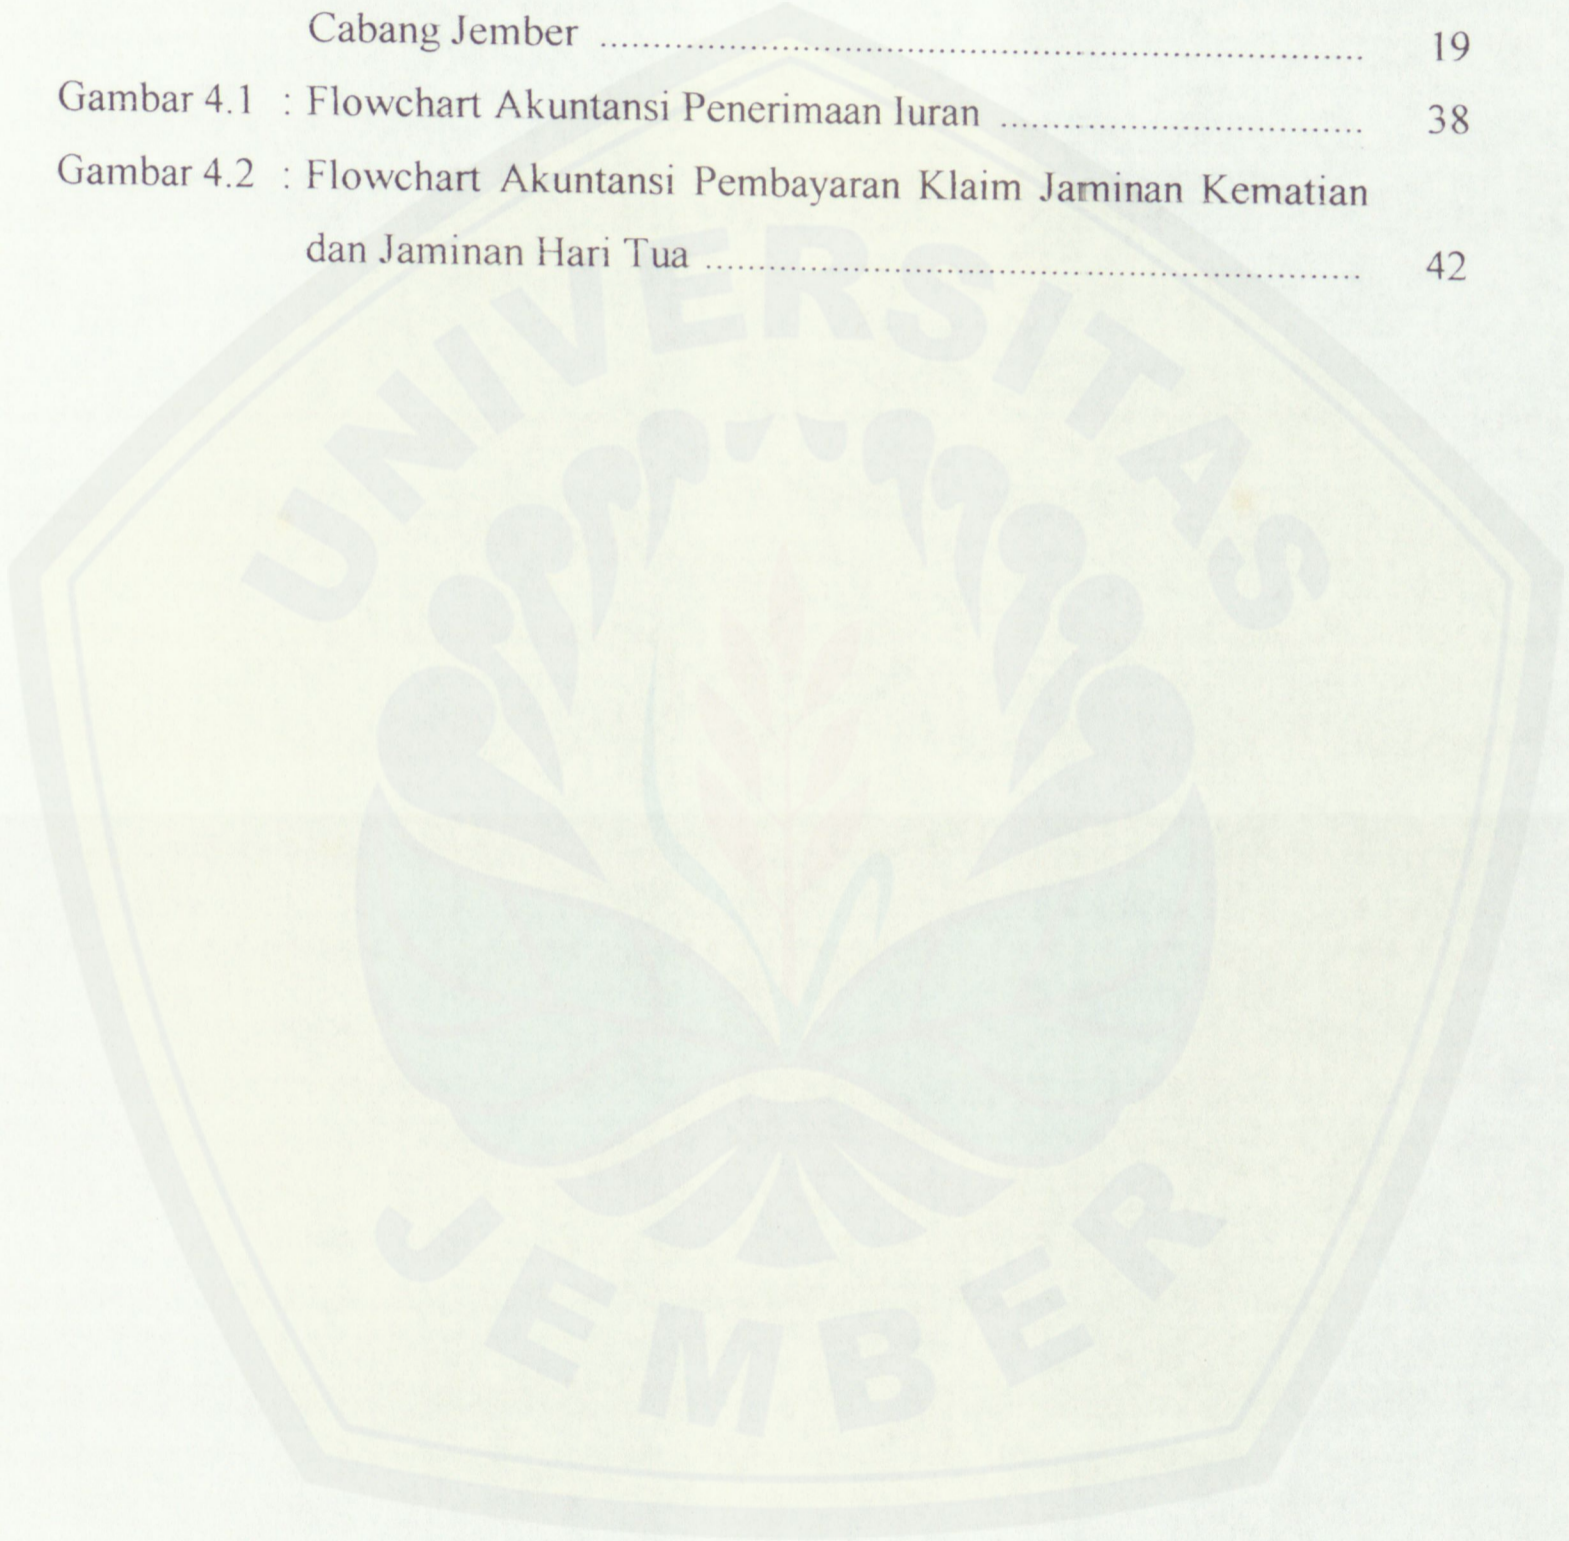 Cabang Jember ........................................................................ 19
Gambar 4.1 : Flowchart Akuntansi Penerimaan Iuran ................................... 38
Gambar 4.2 : Flowchart Akuntansi Pembayaran Klaim Jaminan Kematian
dan Jaminan Hari Tua .............................................................. 42
UNIVERSITAS
JEMBER